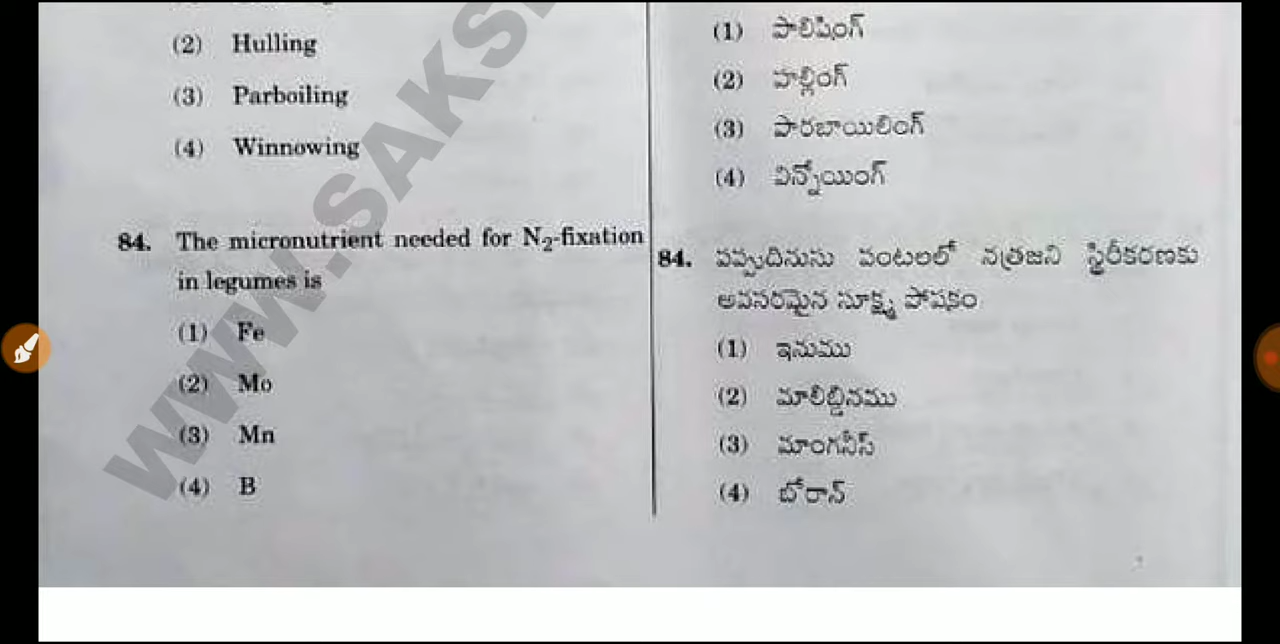 (2) Hulling
(3) Parboiling
(4) Winnowing
84. The micronutrient needed for N2-fixation
in legumes is
(1) Fe
(2) Mo
(3) Mn
(4) B
(1) పాలిషింగ్
(2) హల్లింగ్
(3) పారబాయిలింగ్
(4) విన్నోయింగ్
84. పప్పుదినుసు పంటలలో నత్రజని స్థిరీకరణకు
అవసరమైన సూక్ష్మ పోషకం
(1) ఇనుము
(2) మాలిబ్డినము
(3) మాంగనీస్
(4) బోరాన్
WWW.SAKS